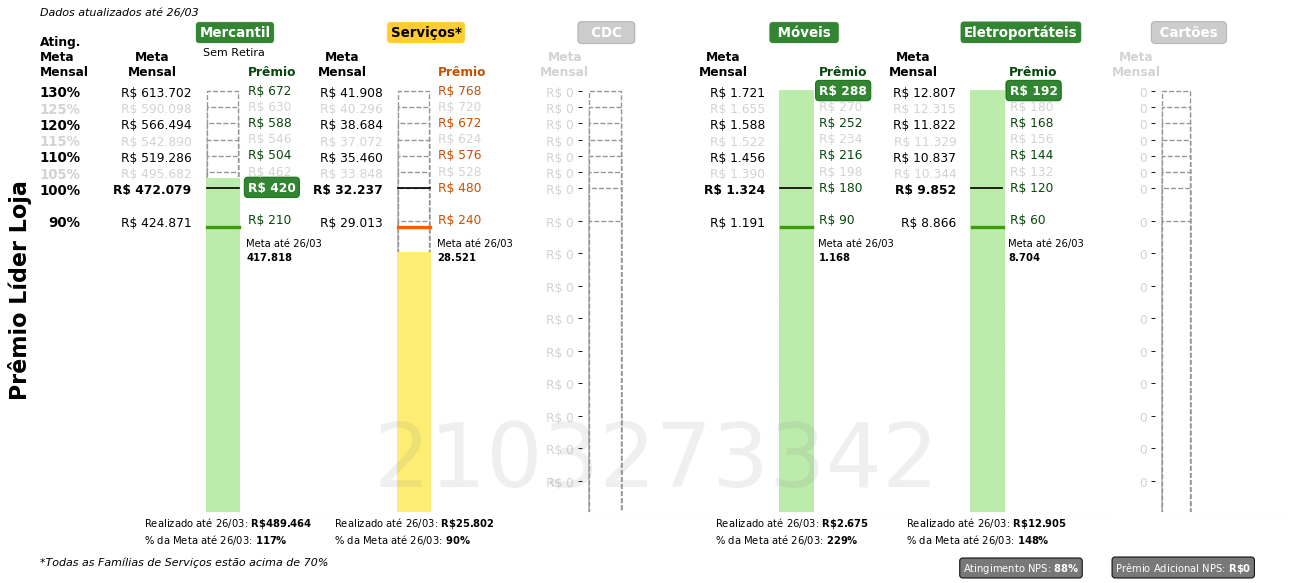 Dados atualizados até 26/03
Mercantil Serviços* CDC Móveis Eletroportáteis Cartões
Ating. Meta Mensal
Sem Retira
Meta Mensal Prêmio Meta Mensal Prêmio Meta Mensal Meta Mensal Prêmio Meta Mensal Prêmio Meta Mensal
130% R$ 613.702 R$ 672 R$ 41.908 R$ 768 R$ 0 R$ 1.721 R$ 288 R$ 12.807 R$ 192 0
125% R$ 590.098 R$ 630 R$ 40.296 R$ 720 R$ 0 R$ 1.655 R$ 270 R$ 12.315 R$ 180 0
120% R$ 566.494 R$ 588 R$ 38.684 R$ 672 R$ 0 R$ 1.588 R$ 252 R$ 11.822 R$ 168 0
115% R$ 542.890 R$ 546 R$ 37.072 R$ 624 R$ 0 R$ 1.522 R$ 234 R$ 11.329 R$ 156 0
110% R$ 519.286 R$ 504 R$ 35.460 R$ 576 R$ 0 R$ 1.456 R$ 216 R$ 10.837 R$ 144 0
105% R$ 495.682 R$ 462 R$ 33.848 R$ 528 R$ 0 R$ 1.390 R$ 198 R$ 10.344 R$ 132 0
100% R$ 472.079 R$ 420 R$ 32.237 R$ 480 R$ 0 R$ 1.324 R$ 180 R$ 9.852 R$ 120 0
90% R$ 424.871 R$ 210 R$ 29.013 R$ 240 R$ 0 R$ 1.191 R$ 90 R$ 8.866 R$ 60 0
Meta até 26/03 Meta até 26/03 Meta até 26/03 Meta até 26/03
417.818 28.521 1.168 8.704
R$ 0 0
R$ 0 0
R$ 0 0
R$ 0 0
R$ 0 0
R$ 0 0
R$ 0 0
R$ 0 0
Prêmio Líder Loja
2103273342
Realizado até 26/03: R$489.464 Realizado até 26/03: R$25.802 Realizado até 26/03: R$2.675 Realizado até 26/03: R$12.905
% da Meta até 26/03: 117% % da Meta até 26/03: 90% % da Meta até 26/03: 229% % da Meta até 26/03: 148%
*Todas as Famílias de Serviços estão acima de 70%
Atingimento NPS: 88% Prêmio Adicional NPS: R$0